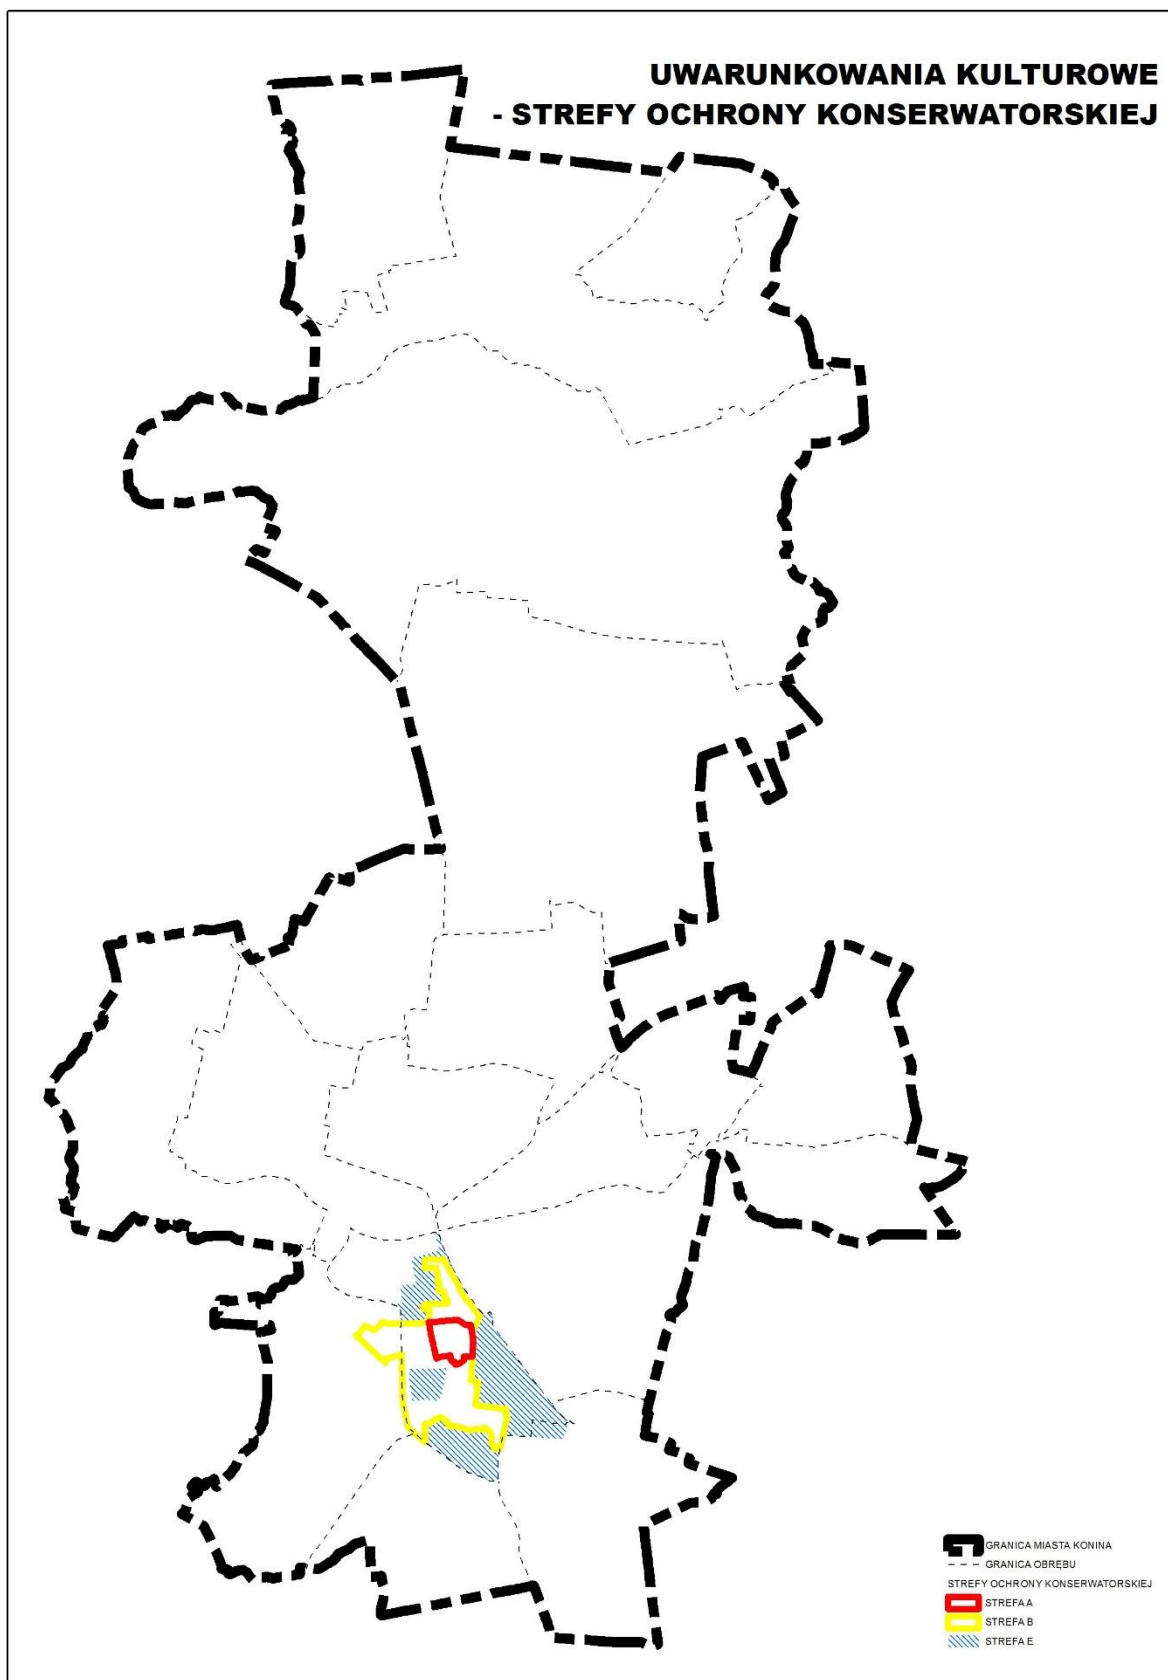 UWARUNKOWANIA KULTUROWE
- STREFY OCHRONY KONSERWATORSKIEJ
GRANICA MIASTA KONINA
GRANICA OBRĘBU
STREFY OCHRONY KONSERWATORSKIEJ
STREFA A
STREFA B
STREFA E